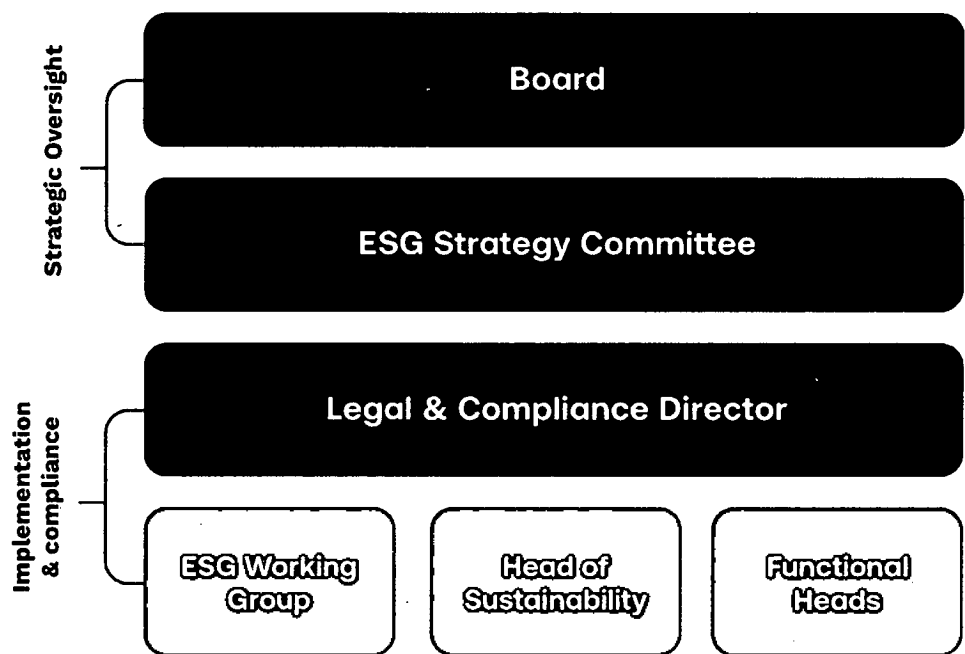 Strategic Oversight
Board
ESG Strategy Committee
Implementation
& compliance
Legal & Compliance Director
ESG Working
Group
Head of
Sustainability
Functional
Heads